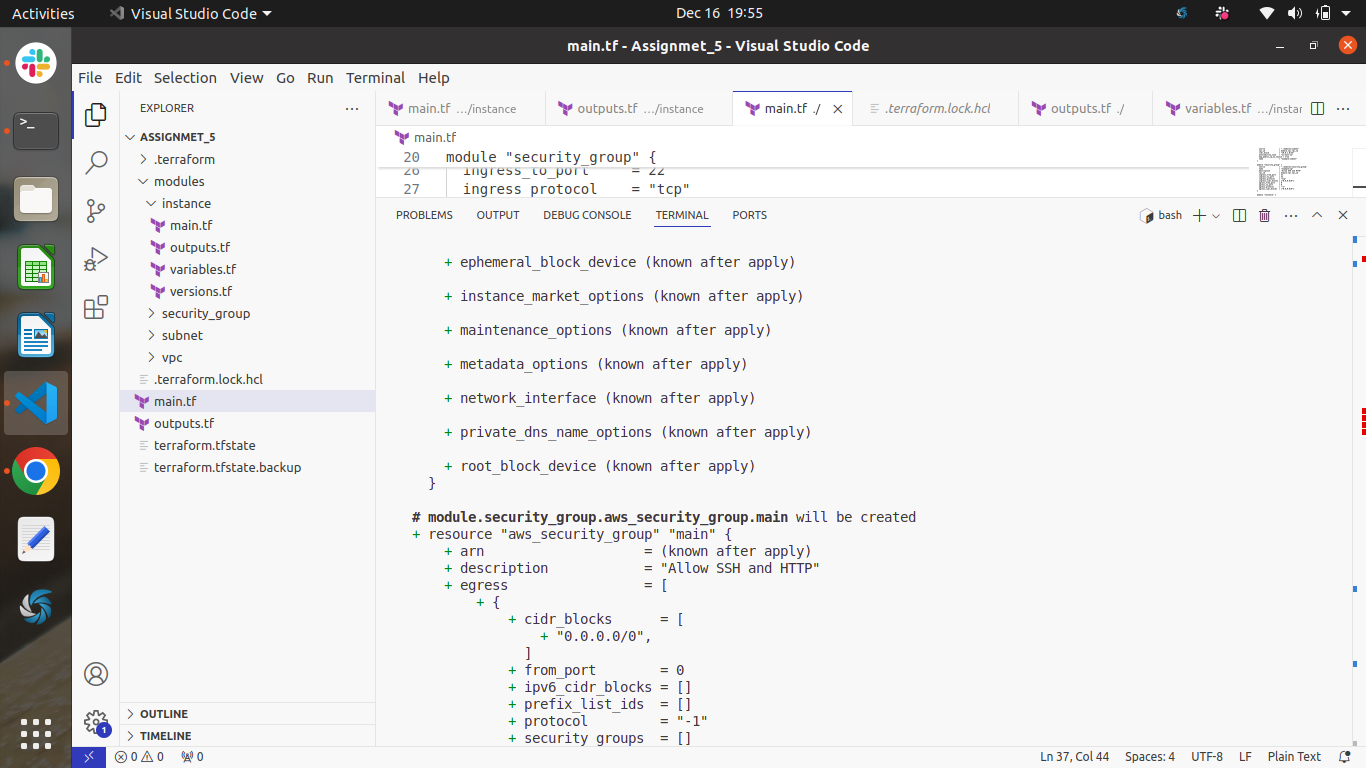 Activities
Visual Studio Code
Dec 16 19:55
main.tf - Assignmet_5 - Visual Studio Code
File Edit Selection View Go Run Terminal Help
EXPLORER
ASSIGNMET_5
.terraform
modules
instance
main.tf
outputs.tf
variables.tf
versions.tf
security_group
subnet
vpc
.terraform.lock.hcl
main.tf
outputs.tf
terraform.tfstate
terraform.tfstate.backup
OUTLINE
TIMELINE
main.tf .../instance
outputs.tf .../instance
main.tf ./
.terraform.lock.hcl
outputs.tf ./
variables.tf .../instar
main.tf
20 module "security_group" {
26 ingress_to_port = 22
27 ingress_protocol = "tcp"
PROBLEMS OUTPUT DEBUG CONSOLE TERMINAL PORTS
bash
+ ephemeral_block_device (known after apply)
+ instance_market_options (known after apply)
+ maintenance_options (known after apply)
+ metadata_options (known after apply)
+ network_interface (known after apply)
+ private_dns_name_options (known after apply)
+ root_block_device (known after apply)
}
# module.security_group.aws_security_group.main will be created
+ resource "aws_security_group" "main" {
+ arn = (known after apply)
+ description = "Allow SSH and HTTP"
+ egress = [
+ {
+ cidr_blocks = [
+ "0.0.0.0/0",
]
+ from_port = 0
+ ipv6_cidr_blocks = []
+ prefix_list_ids = []
+ protocol = "-1"
+ security_groups = []
1
0 0
0
Ln 37, Col 44
Spaces: 4
UTF-8
LF
Plain Text